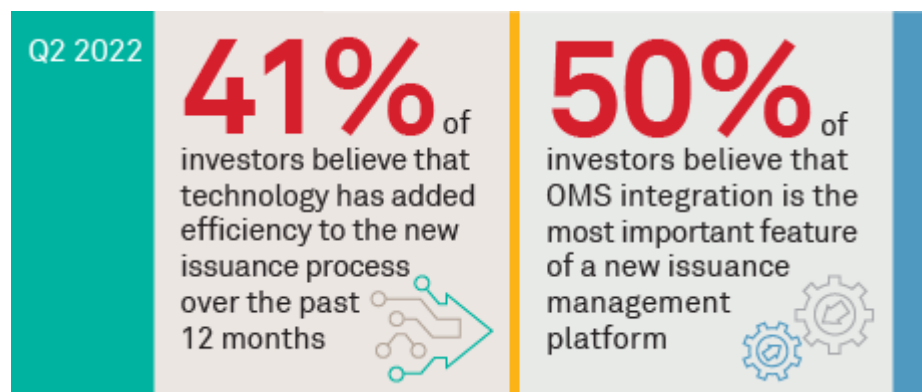 Q2 2022
41% of
investors believe that
technology has added
efficiency to the new
issuance process
over the past
12 months
50% of
investors believe that
OMS integration is the
most important feature
of a new issuance
management
platform